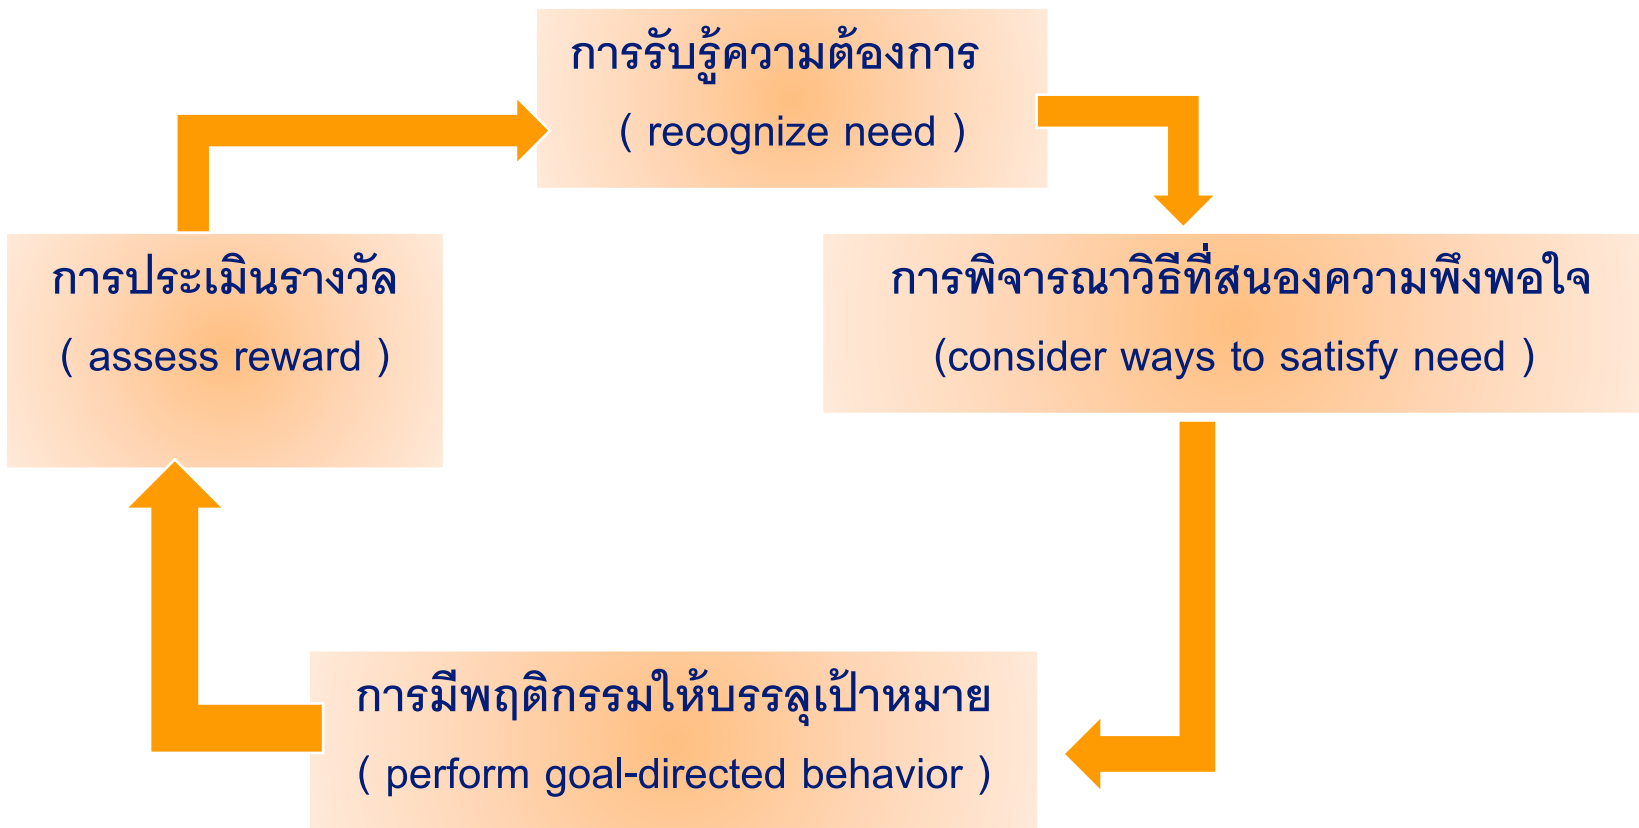 การรับรู้ความต้องการ
( recognize need )
การประเมินรางวัล
( assess reward )
การพิจารณาวิธีที่สนองความพึงพอใจ
(consider ways to satisfy need )
การมีพฤติกรรมให้บรรลุเป้าหมาย
( perform goal-directed behavior )